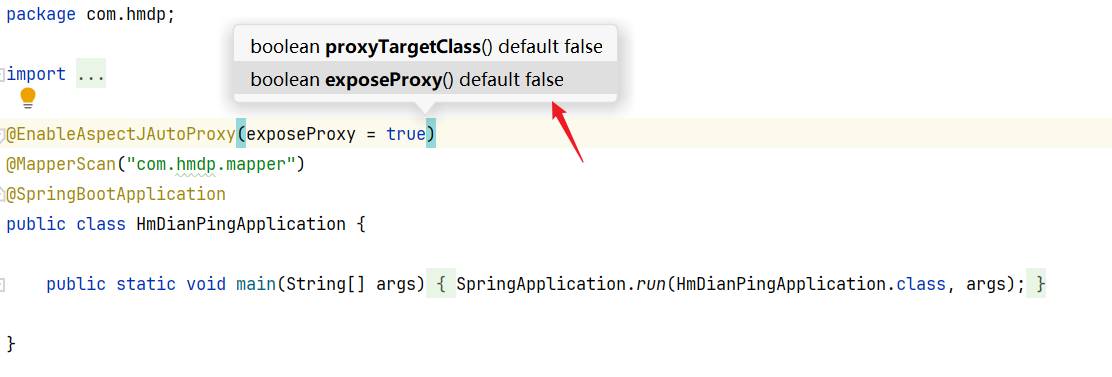 package com.hmdp;
boolean proxyTargetClass() default false
import ...
boolean exposeProxy() default false
@EnableAspectJAutoProxy(exposeProxy = true)
@MapperScan("com.hmdp.mapper")
@SpringBootApplication
public class HmDianPingApplication {
public static void main(String[] args) { SpringApplication.run(HmDianPingApplication.class, args); }
}